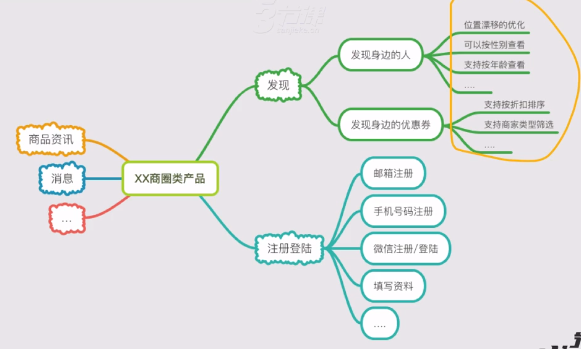 位置漂移的优化
可以按性别查看
支持按年龄查看
....
发现身边的人
发现
支持按折扣排序
支持商家类型筛选
....
发现身边的优惠券
商品资讯
消息
...
XX商圈类产品
注册登陆
邮箱注册
手机号码注册
微信注册/登陆
填写资料
....